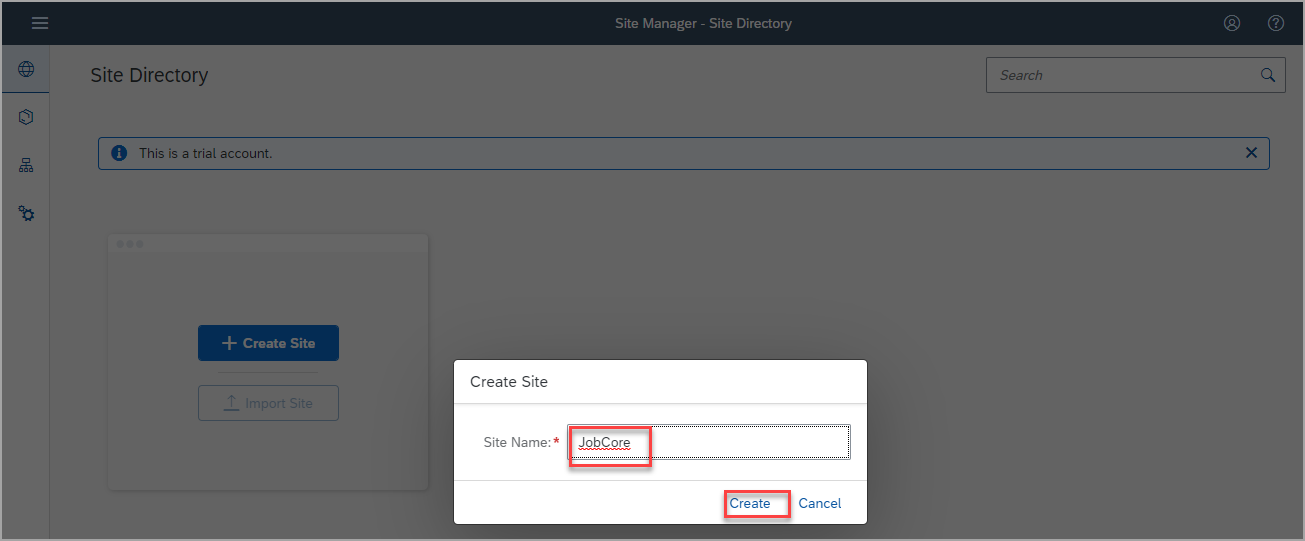 Site Manager - Site Directory
Site Directory
Search
This is a trial account.
Create Site
Import Site
Create Site
Site Name:*
JobCore
Create
Cancel